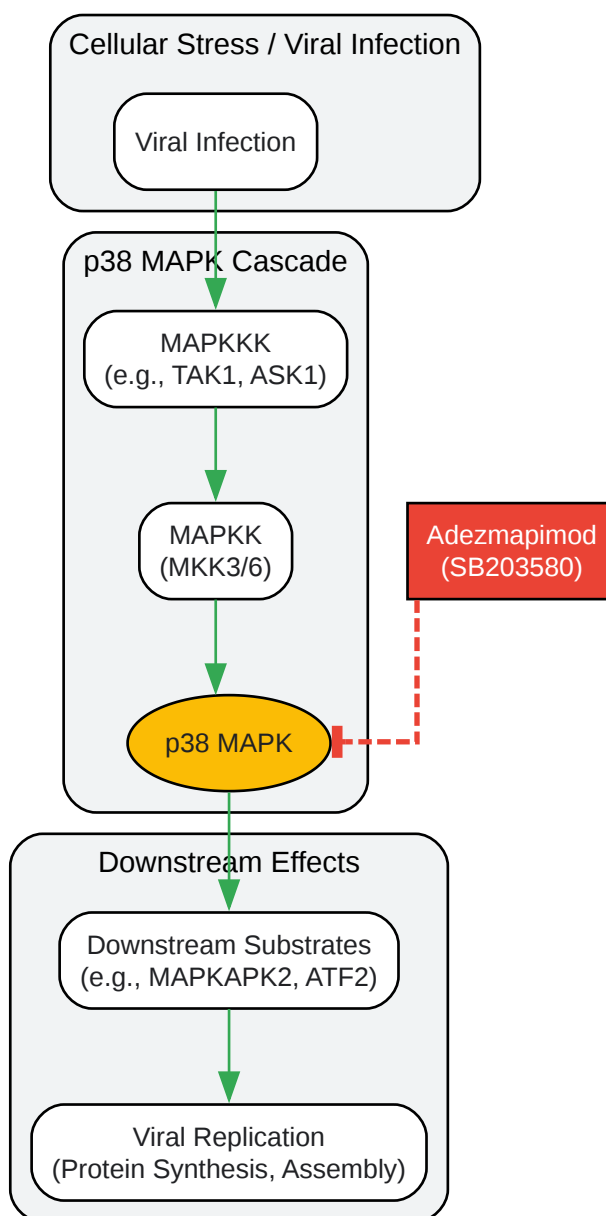 Cellular Stress / Viral Infection
Viral Infection
p38 MAPK Cascade
MAPKKK
(e.g., TAK1, ASK1)
MAPKK
(MKK3/6)
Adezmapimod
(SB203580)
p38 MAPK
Downstream Effects
Downstream Substrates
(e.g., MAPKAPK2, ATF2)
Viral Replication
(Protein Synthesis, Assembly)